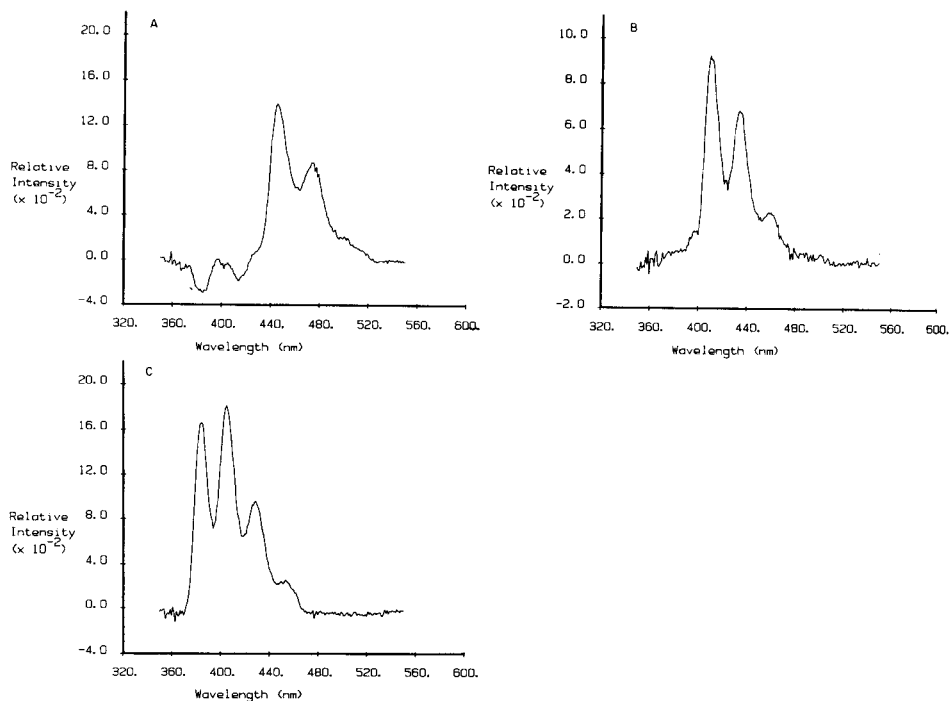 A
20.0
16.0
12.0
8.0
4.0
0.0
-4.0
Relative
Intensity
(x 10-2)
320. 360. 400. 440. 480. 520. 560. 600.
Wavelength (nm)
B
10.0
8.0
6.0
4.0
2.0
0.0
-2.0
Relative
Intensity
(x 10-2)
320. 360. 400. 440. 480. 520. 560. 600.
Wavelength (nm)
C
20.0
16.0
12.0
8.0
4.0
0.0
-4.0
Relative
Intensity
(x 10-2)
320. 360. 400. 440. 480. 520. 560. 600.
Wavelength (nm)